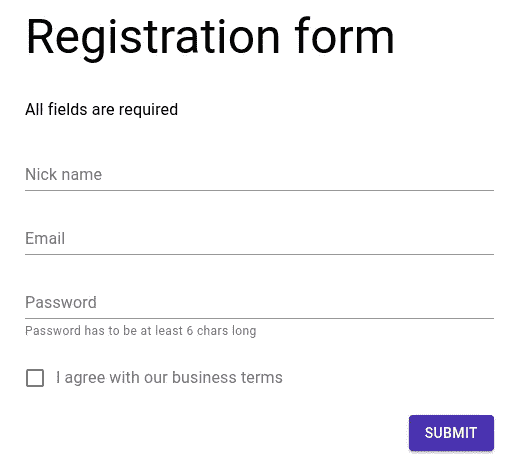 Registration form
All fields are required
Nick name
Email
Password
Password has to be at least 6 chars long
I agree with our business terms
SUBMIT